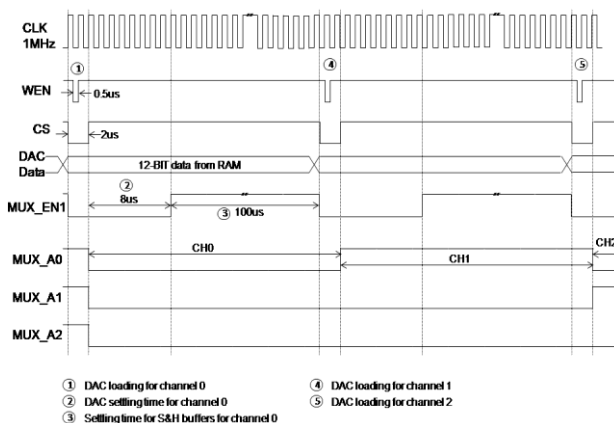 CLK
1MHz
①
④
⑤
WEN
0.5us
CS
2us
DAC
Data
12-BIT data from RAM
②
MUX_EN1
8us
③
100us
CH0
CH2
MUX_A0
CH1
MUX_A1
MUX_A2
① DAC loading for channel 0
④ DAC loading for channel 1
② DAC settling time for channel 0
⑤ DAC loading for channel 2
③ Settling time for S&H buffers for channel 0